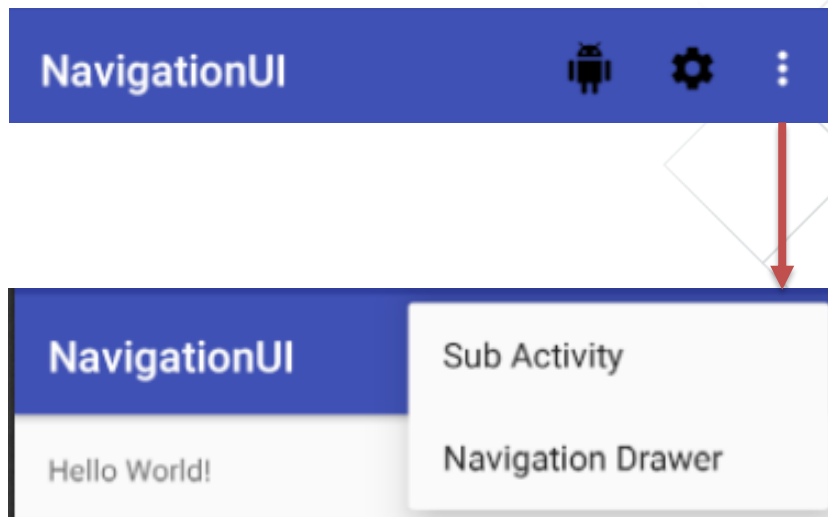 NavigationUI
NavigationUI
Sub Activity
Hello World!
Navigation Drawer